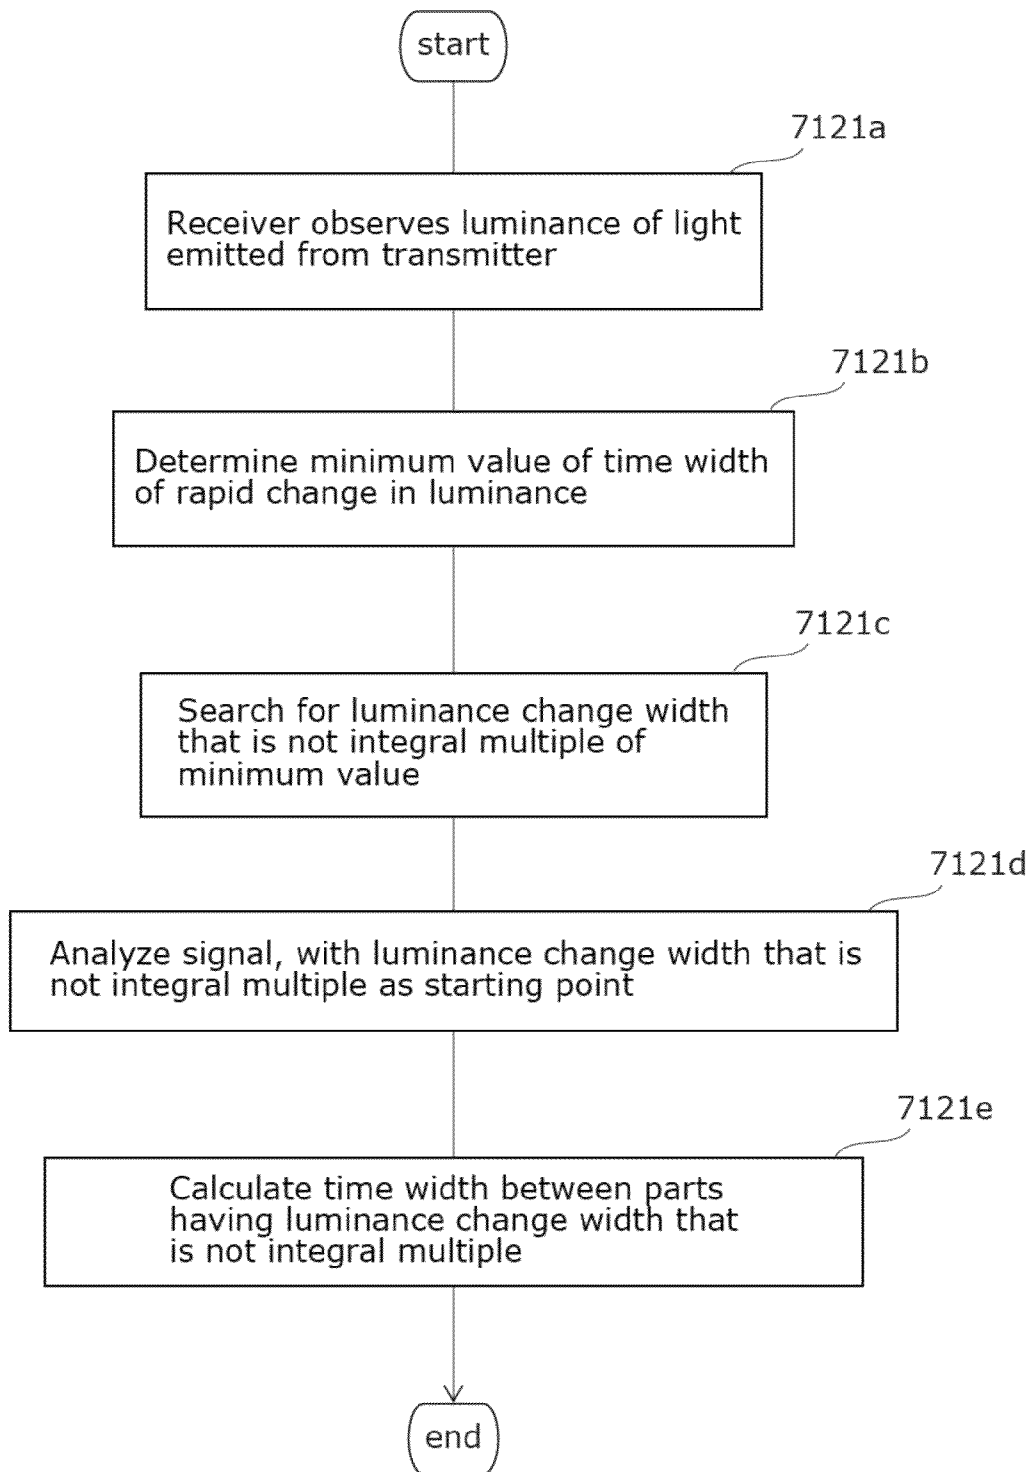 start
7121a
Receiver observes luminance of light
emitted from transmitter
7121b
Determine minimum value of time width
of rapid change in luminance
7121c
Search for luminance change width
that is not integral multiple of
minimum value
7121d
Analyze signal, with luminance change width that is
not integral multiple as starting point
7121e
Calculate time width between parts
having luminance change width that
is not integral multiple
end